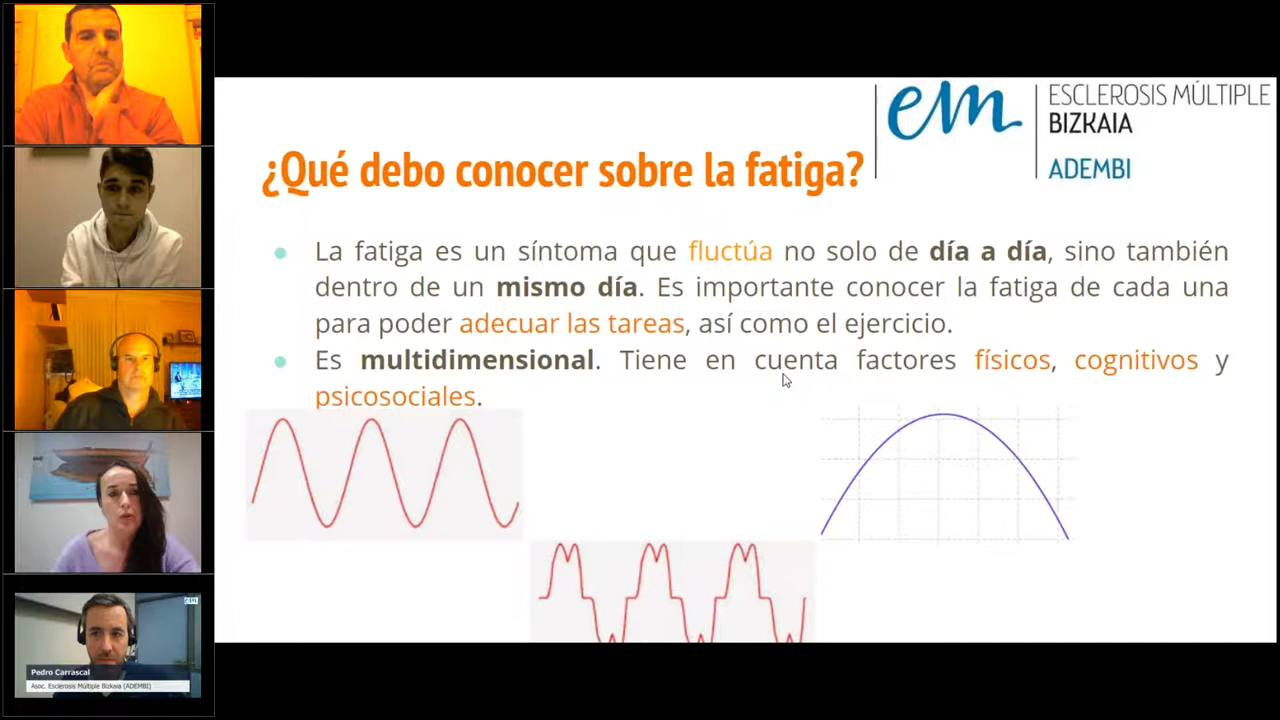 em
ESCLEROSIS MÚLTIPLE
BIZKAIA
ADEMBI
¿Qué debo conocer sobre la fatiga?
La fatiga es un síntoma que fluctúa no solo de día a día, sino también
dentro de un mismo día. Es importante conocer la fatiga de cada una
para poder adecuar las tareas, así como el ejercicio.
Es multidimensional. Tiene en cuenta factores físicos, cognitivos y
psicosociales.
Pedro Carrascal
Asoc. Esclerosis Múltiple Bizkaia (ADEMBI)